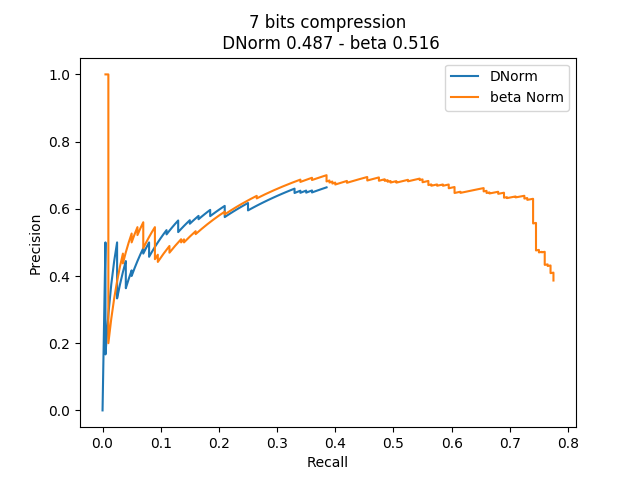 7 bits compression
DNorm 0.487 - beta 0.516
DNorm
beta Norm
1.0
0.8
0.6
0.4
0.2
0.0
Precision
0.0 0.1 0.2 0.3 0.4 0.5 0.6 0.7 0.8
Recall